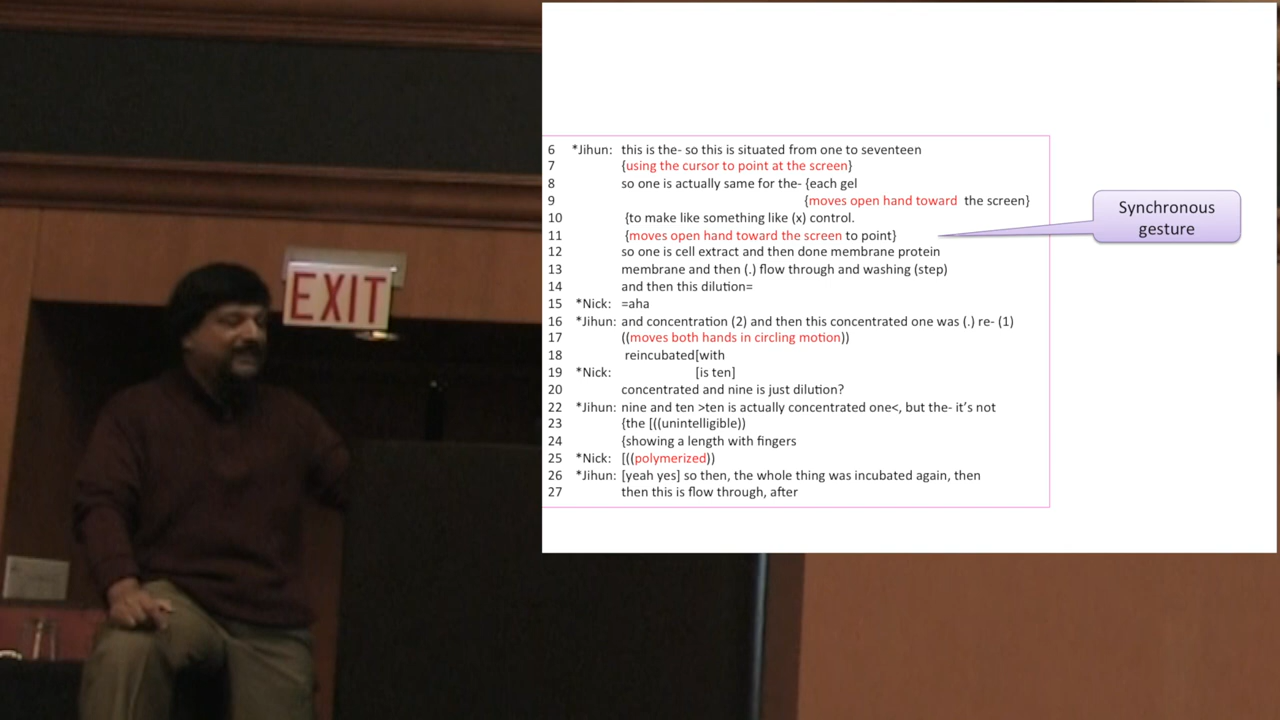 EXIT
6 *Jihun: this is the- so this is situated from one to seventeen
7 {using the cursor to point at the screen}
8 so one is actually same for the- {each gel
9 {moves open hand toward the screen}
10 {to make like something like (x) control.
11 {moves open hand toward the screen to point}
12 so one is cell extract and then done membrane protein
13 membrane and then (.) flow through and washing (step)
14 and then this dilution=
15 *Nick: =aha
16 *Jihun: and concentration (2) and then this concentrated one was (.) re- (1)
17 ((moves both hands in circling motion))
18 reincubated[with
19 *Nick: [is ten]
20 concentrated and nine is just dilution?
22 *Jihun: nine and ten >ten is actually concentrated one<, but the- it's not
23 {the [((unintelligible))
24 {showing a length with fingers
25 *Nick: [((polymerized))
26 *Jihun: [yeah yes] so then, the whole thing was incubated again, then
27 then this is flow through, after
Synchronous
gesture